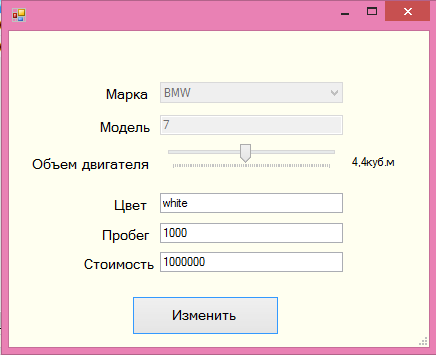 Марка BMW
Модель 7
Объем двигателя 4,4куб.м
Цвет white
Пробег 1000
Стоимость 1000000
Изменить